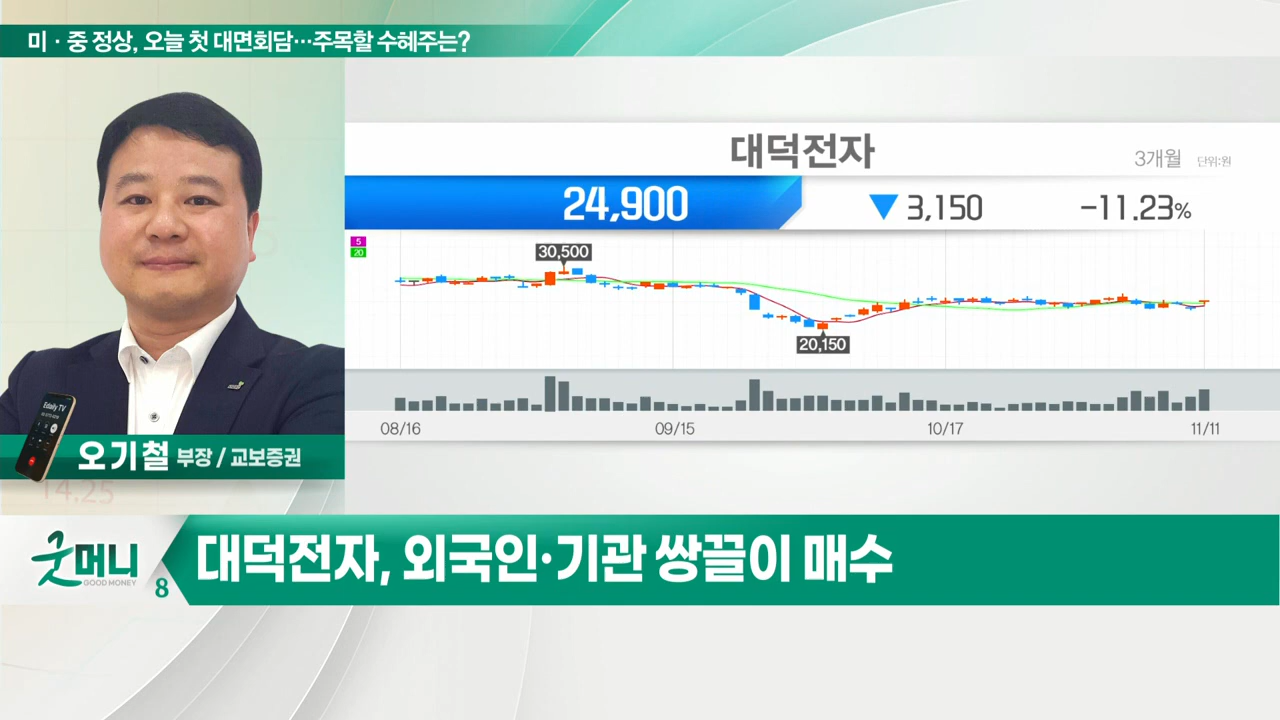 미·중 정상, 오늘 첫 대면회담…주목할 수혜주는?
대덕전자
3개월 단위:원
24,900 ▼ 3,150 -11.23%
5
20
30,500
20,150
08/16 09/15 10/17 11/11
Edaily TV
오기철 부장 / 교보증권
14.25
굿머니
GOOD MONEY
8
대덕전자, 외국인·기관 쌍끌이 매수